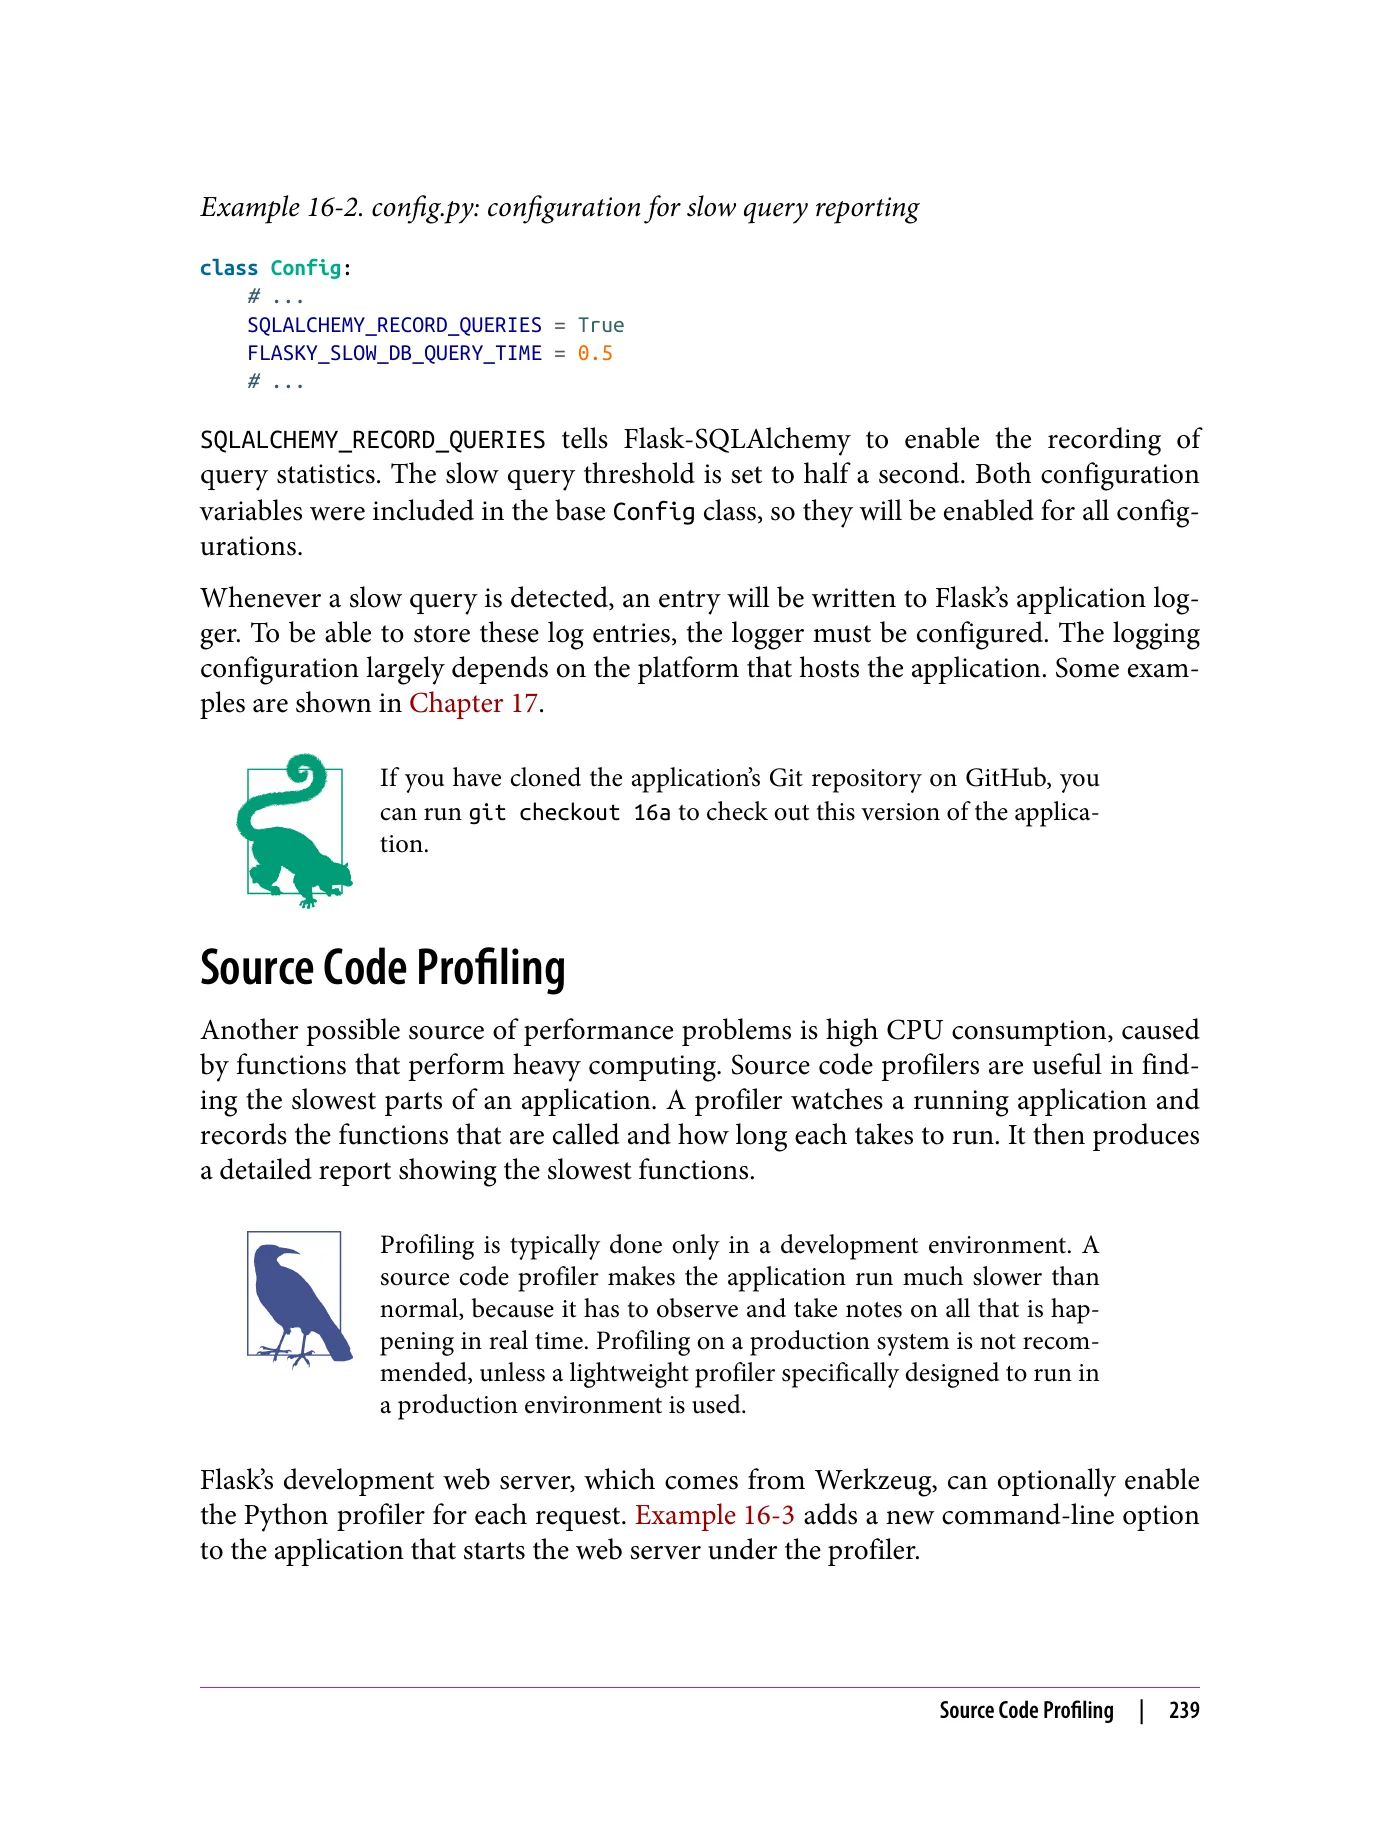 Example 16-2. config.py: configuration for slow query reporting
class Config:
    # ...
    SQLALCHEMY_RECORD_QUERIES = True
    FLASKY_SLOW_DB_QUERY_TIME = 0.5
    # ...
SQLALCHEMY_RECORD_QUERIES tells Flask-SQLAlchemy to enable the recording of
query statistics. The slow query threshold is set to half a second. Both configuration
variables were included in the base Config class, so they will be enabled for all config-
urations.
Whenever a slow query is detected, an entry will be written to Flask’s application log-
ger. To be able to store these log entries, the logger must be configured. The logging
configuration largely depends on the platform that hosts the application. Some exam-
ples are shown in Chapter 17.
If you have cloned the application’s Git repository on GitHub, you
can run git checkout 16a to check out this version of the applica-
tion.
Source Code Profiling
Another possible source of performance problems is high CPU consumption, caused
by functions that perform heavy computing. Source code profilers are useful in find-
ing the slowest parts of an application. A profiler watches a running application and
records the functions that are called and how long each takes to run. It then produces
a detailed report showing the slowest functions.
Profiling is typically done only in a development environment. A
source code profiler makes the application run much slower than
normal, because it has to observe and take notes on all that is hap-
pening in real time. Profiling on a production system is not recom-
mended, unless a lightweight profiler specifically designed to run in
a production environment is used.
Flask’s development web server, which comes from Werkzeug, can optionally enable
the Python profiler for each request. Example 16-3 adds a new command-line option
to the application that starts the web server under the profiler.
Source Code Profiling | 239